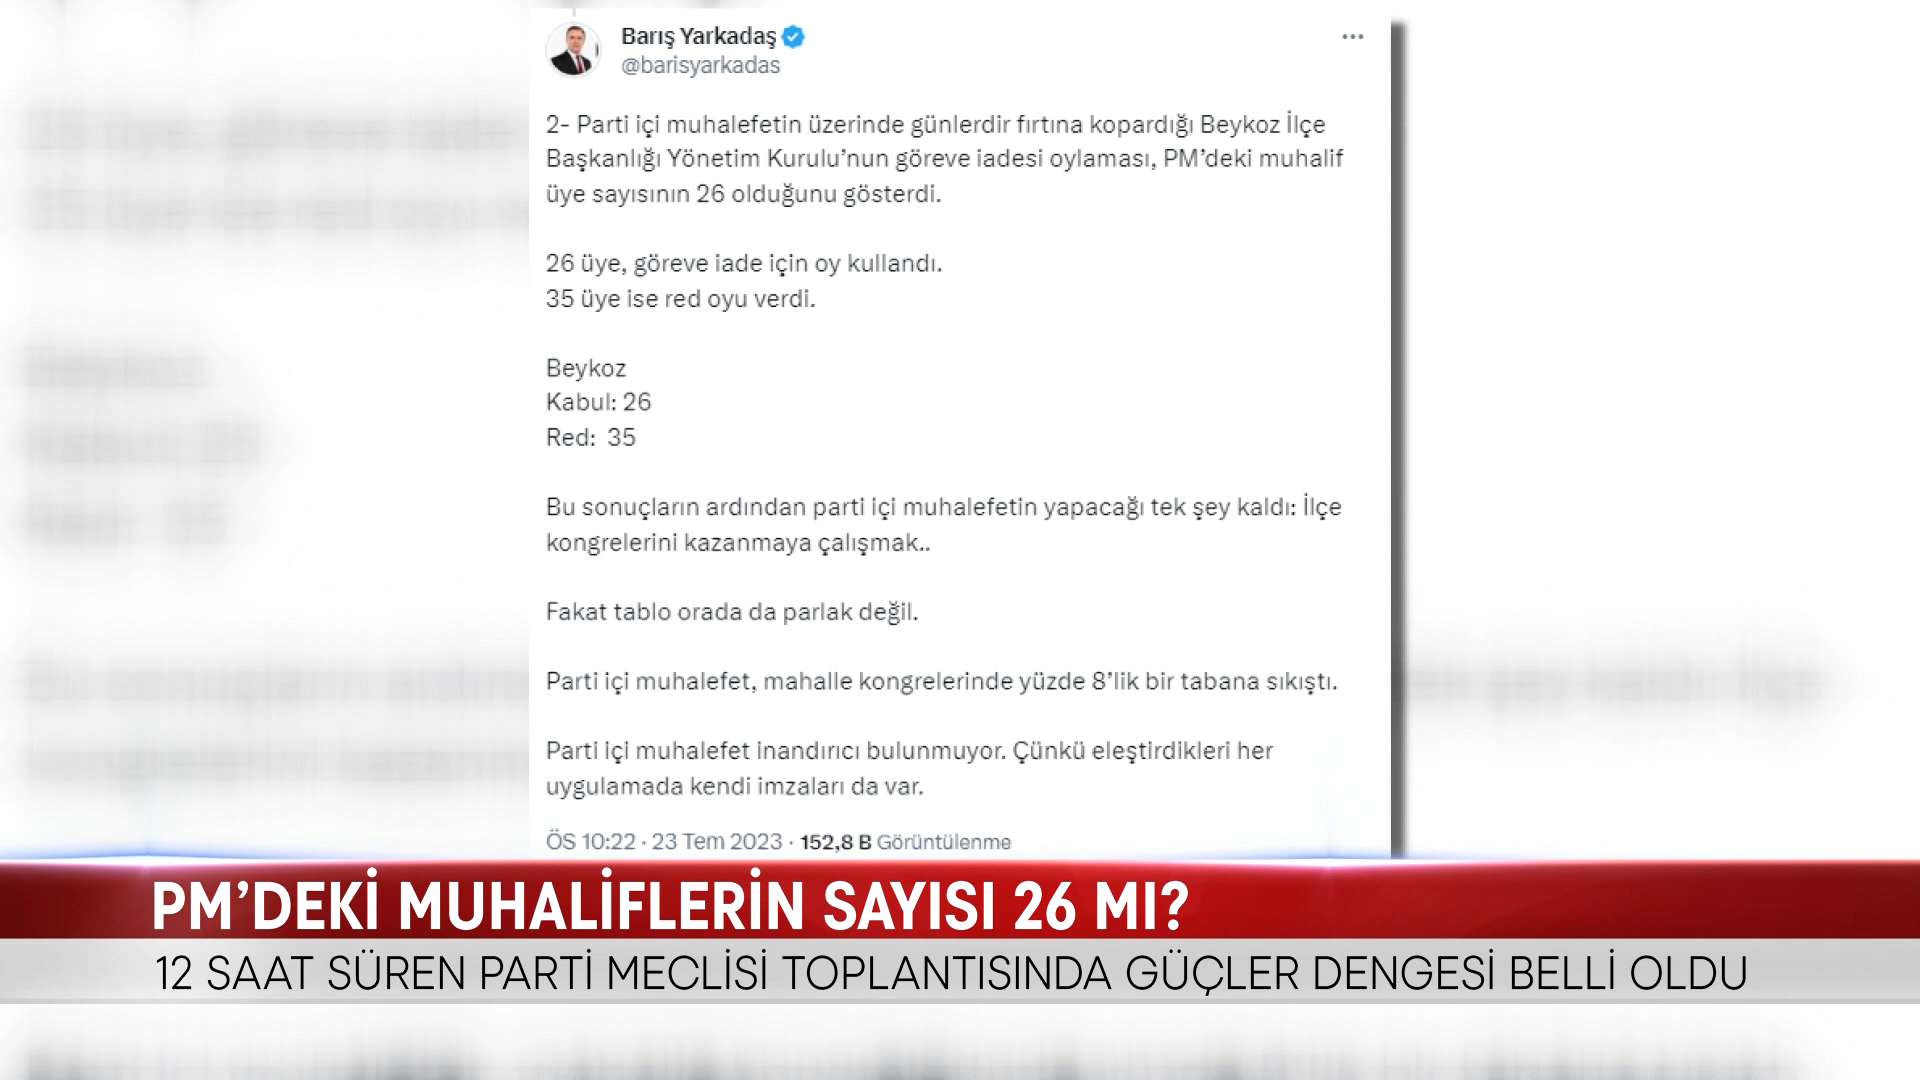 Barış Yarkadaş
@barisyarkadas
2- Parti içi muhalefetin üzerinde günlerdir fırtına kopardığı Beykoz İlçe
Başkanlığı Yönetim Kurulu’nun göreve iadesi oylaması, PM’deki muhalif
üye sayısının 26 olduğunu gösterdi.
26 üye, göreve iade için oy kullandı.
35 üye ise red oyu verdi.
Beykoz
Kabul: 26
Red:  35
Bu sonuçların ardından parti içi muhalefetin yapacağı tek şey kaldı: İlçe
kongrelerini kazanmaya çalışmak..
Fakat tablo orada da parlak değil.
Parti içi muhalefet, mahalle kongrelerinde yüzde 8’lik bir tabana sıkıştı.
Parti içi muhalefet inandırıcı bulunmuyor. Çünkü eleştirdikleri her
uygulamada kendi imzaları da var.
ÖS 10:22 · 23 Tem 2023 · 152,8 B Görüntülenme
PM’DEKİ MUHALİFLERİN SAYISI 26 MI?
12 SAAT SÜREN PARTİ MECLİSİ TOPLANTISINDA GÜÇLER DENGESİ BELLİ OLDU